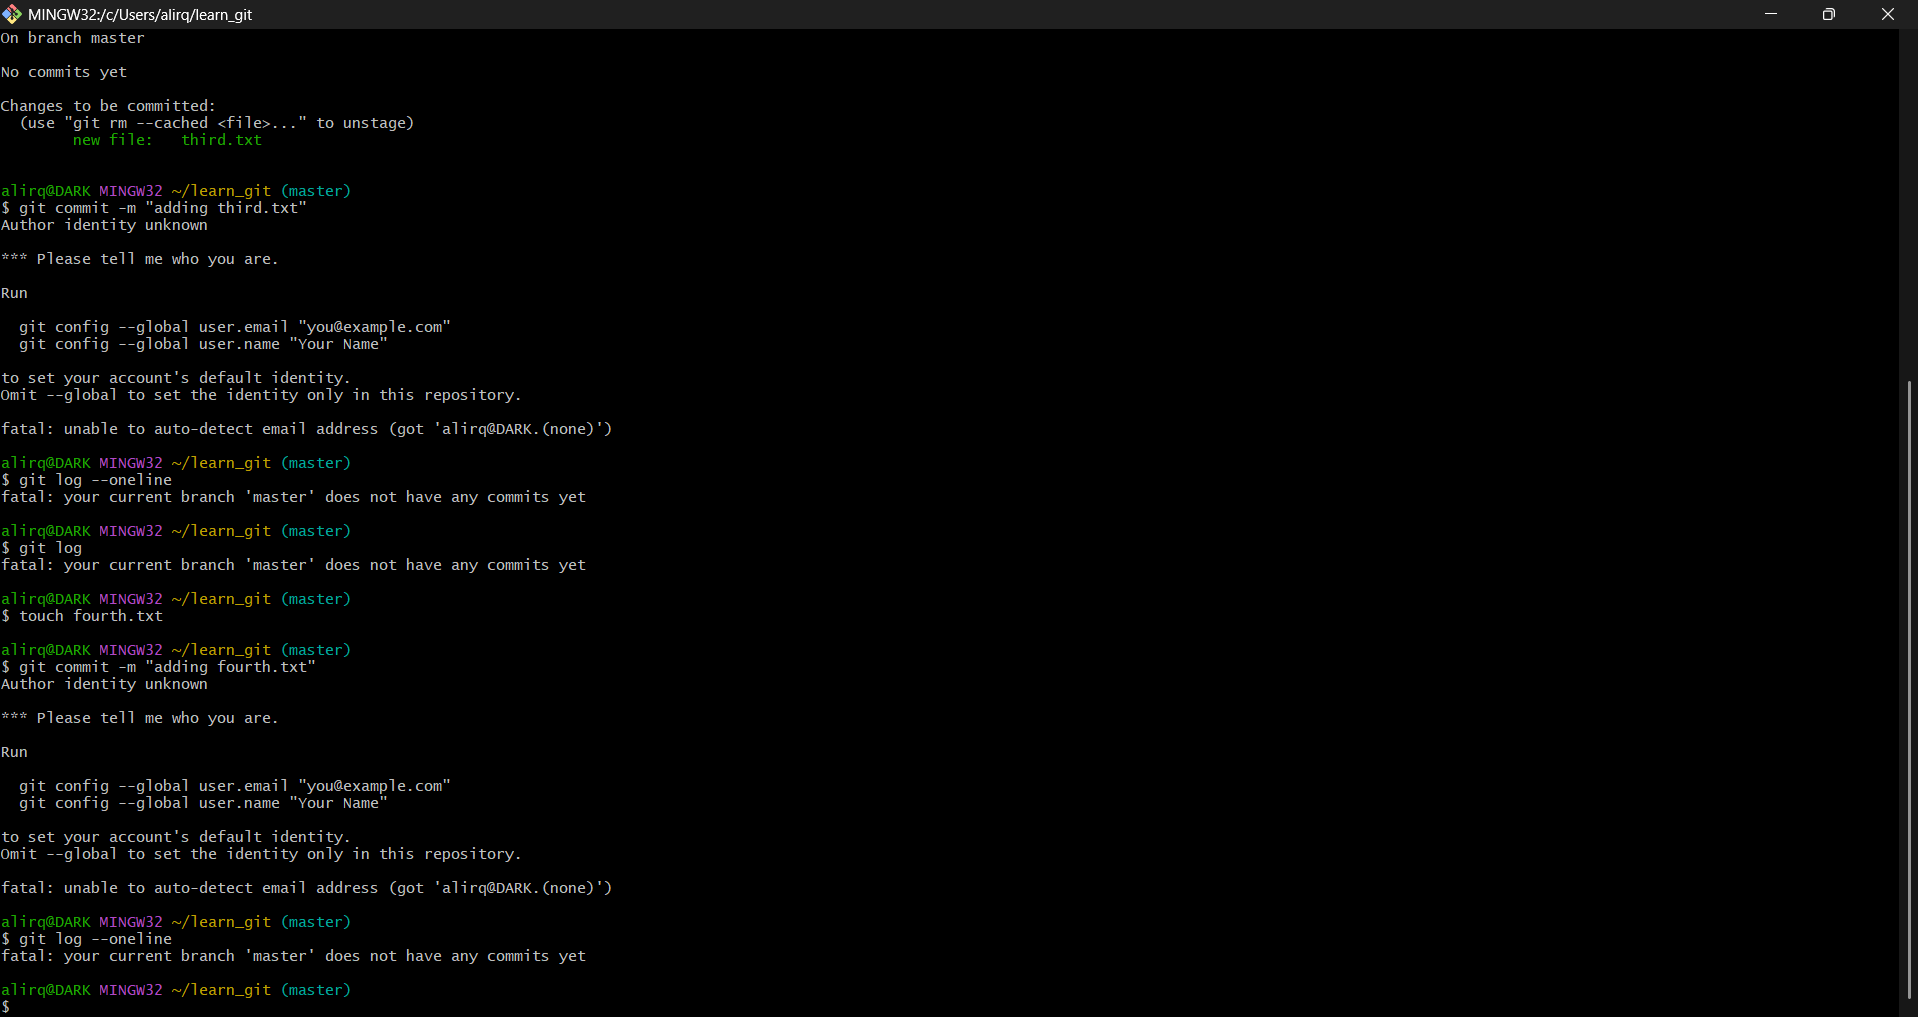 MINGW32:/c/Users/alirq/learn_git
On branch master
No commits yet
Changes to be committed:
  (use "git rm --cached <file>..." to unstage)
        new file:   third.txt
alirq@DARK MINGW32 ~/learn_git (master)
$ git commit -m "adding third.txt"
Author identity unknown
*** Please tell me who you are.
Run
  git config --global user.email "you@example.com"
  git config --global user.name "Your Name"
to set your account's default identity.
Omit --global to set the identity only in this repository.
fatal: unable to auto-detect email address (got 'alirq@DARK.(none)')
alirq@DARK MINGW32 ~/learn_git (master)
$ git log --oneline
fatal: your current branch 'master' does not have any commits yet
alirq@DARK MINGW32 ~/learn_git (master)
$ git log
fatal: your current branch 'master' does not have any commits yet
alirq@DARK MINGW32 ~/learn_git (master)
$ touch fourth.txt
alirq@DARK MINGW32 ~/learn_git (master)
$ git commit -m "adding fourth.txt"
Author identity unknown
*** Please tell me who you are.
Run
  git config --global user.email "you@example.com"
  git config --global user.name "Your Name"
to set your account's default identity.
Omit --global to set the identity only in this repository.
fatal: unable to auto-detect email address (got 'alirq@DARK.(none)')
alirq@DARK MINGW32 ~/learn_git (master)
$ git log --oneline
fatal: your current branch 'master' does not have any commits yet
alirq@DARK MINGW32 ~/learn_git (master)
$